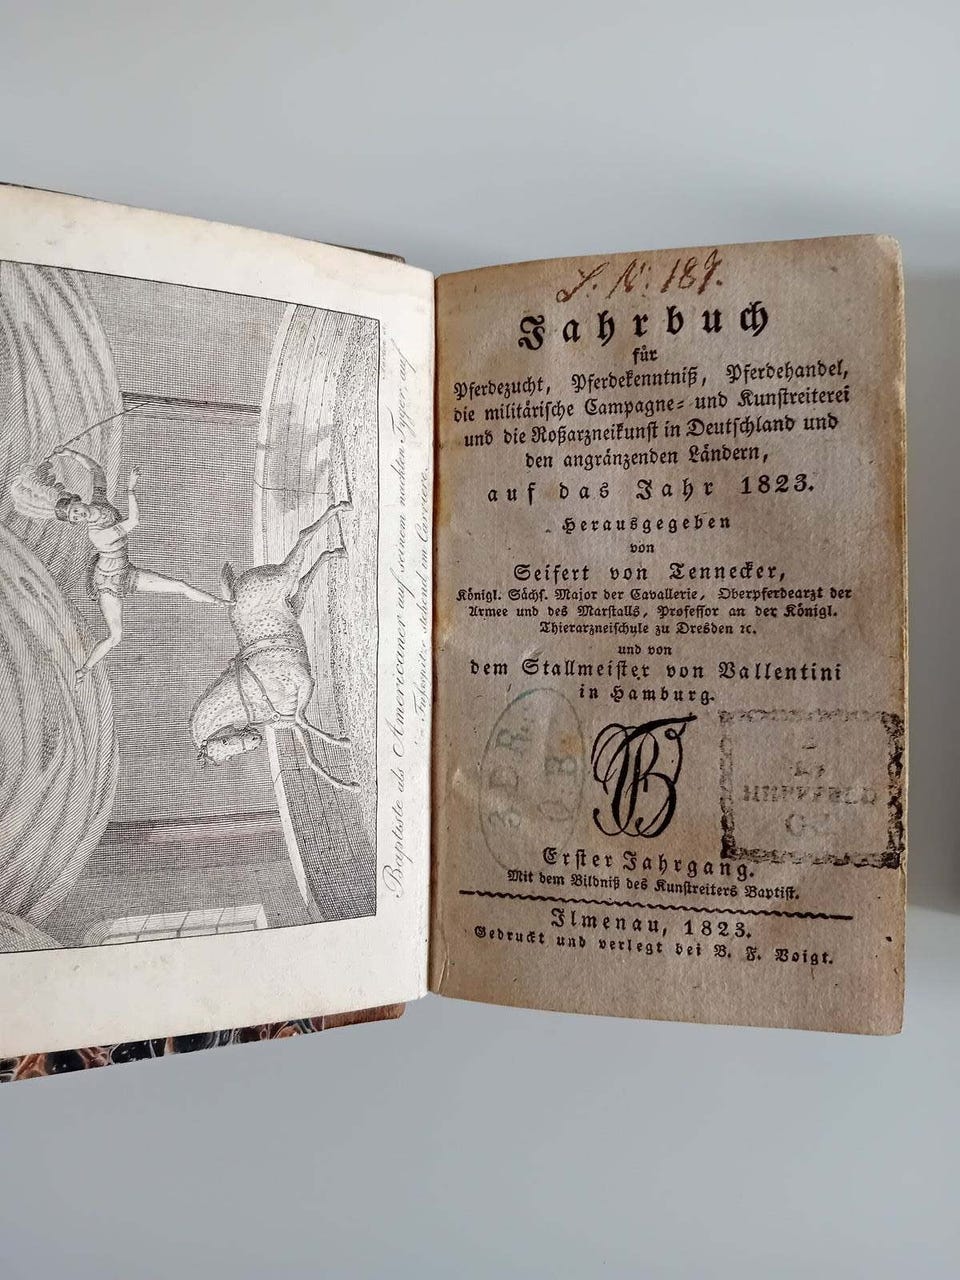 Baptiste als Americaner auf seinem nackten Tyger, auf
Fusspitze stehend im Carriere.
S. N: 187.
Jahrbuch
für
Pferdezucht, Pferdekenntniß, Pferdehandel,
die militärische Campagne- und Kunstreiterei
und die Roßarzneikunst in Deutschland und
den angränzenden Ländern,
auf das Jahr 1823.
Herausgegeben
von
Seifert von Tennecker,
Königl. Sächs. Major der Cavallerie, Oberpferdearzt der
Armee und des Marstalls, Professor an der Königl.
Thierarzneischule zu Dresden ꝛc.
und von
dem Stallmeister von Vallentini
in Hamburg.
Erster Jahrgang.
Mit dem Bildniß des Kunstreiters Baptist.
Ilmenau, 1823.
Gedruckt und verlegt bei B. F. Voigt.